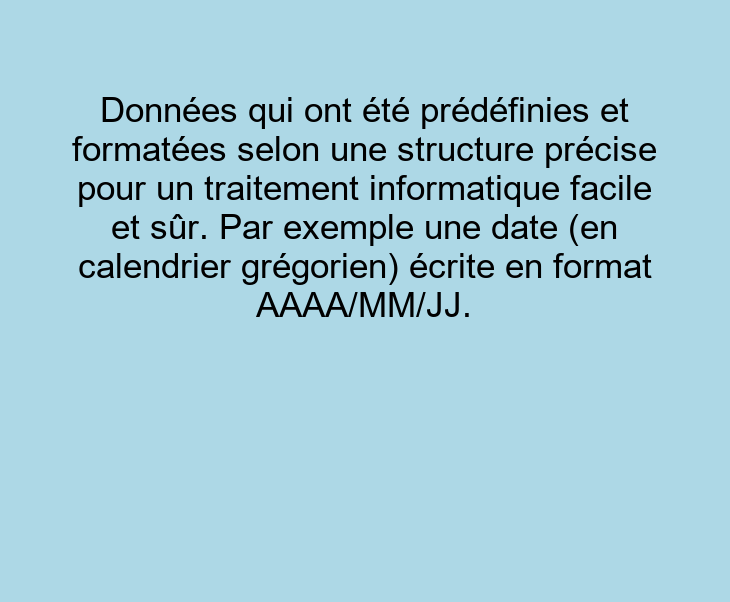 Données qui ont été prédéfinies et
formatées selon une structure précise
pour un traitement informatique facile
et sûr. Par exemple une date (en
calendrier grégorien) écrite en format
AAAA/MM/JJ.